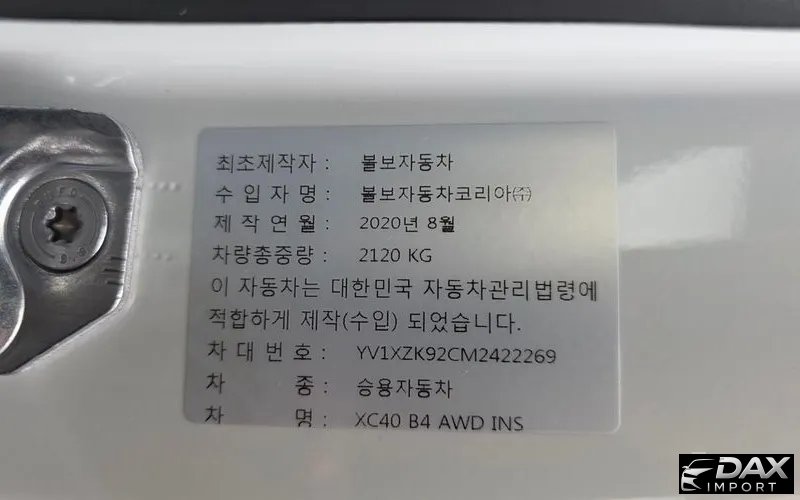 최초제작자 : 볼보자동차
수 입 자 명 : 볼보자동차코리아㈜
제 작 연 월 : 2020년 8월
차량총중량 : 2120 KG
이 자동차는 대한민국 자동차관리법령에
적합하게 제작(수입) 되었습니다.
차 대 번 호 : YV1XZK92CM2422269
차 종 : 승용자동차
차 명 : XC40 B4 AWD INS
DAX
IMPORT